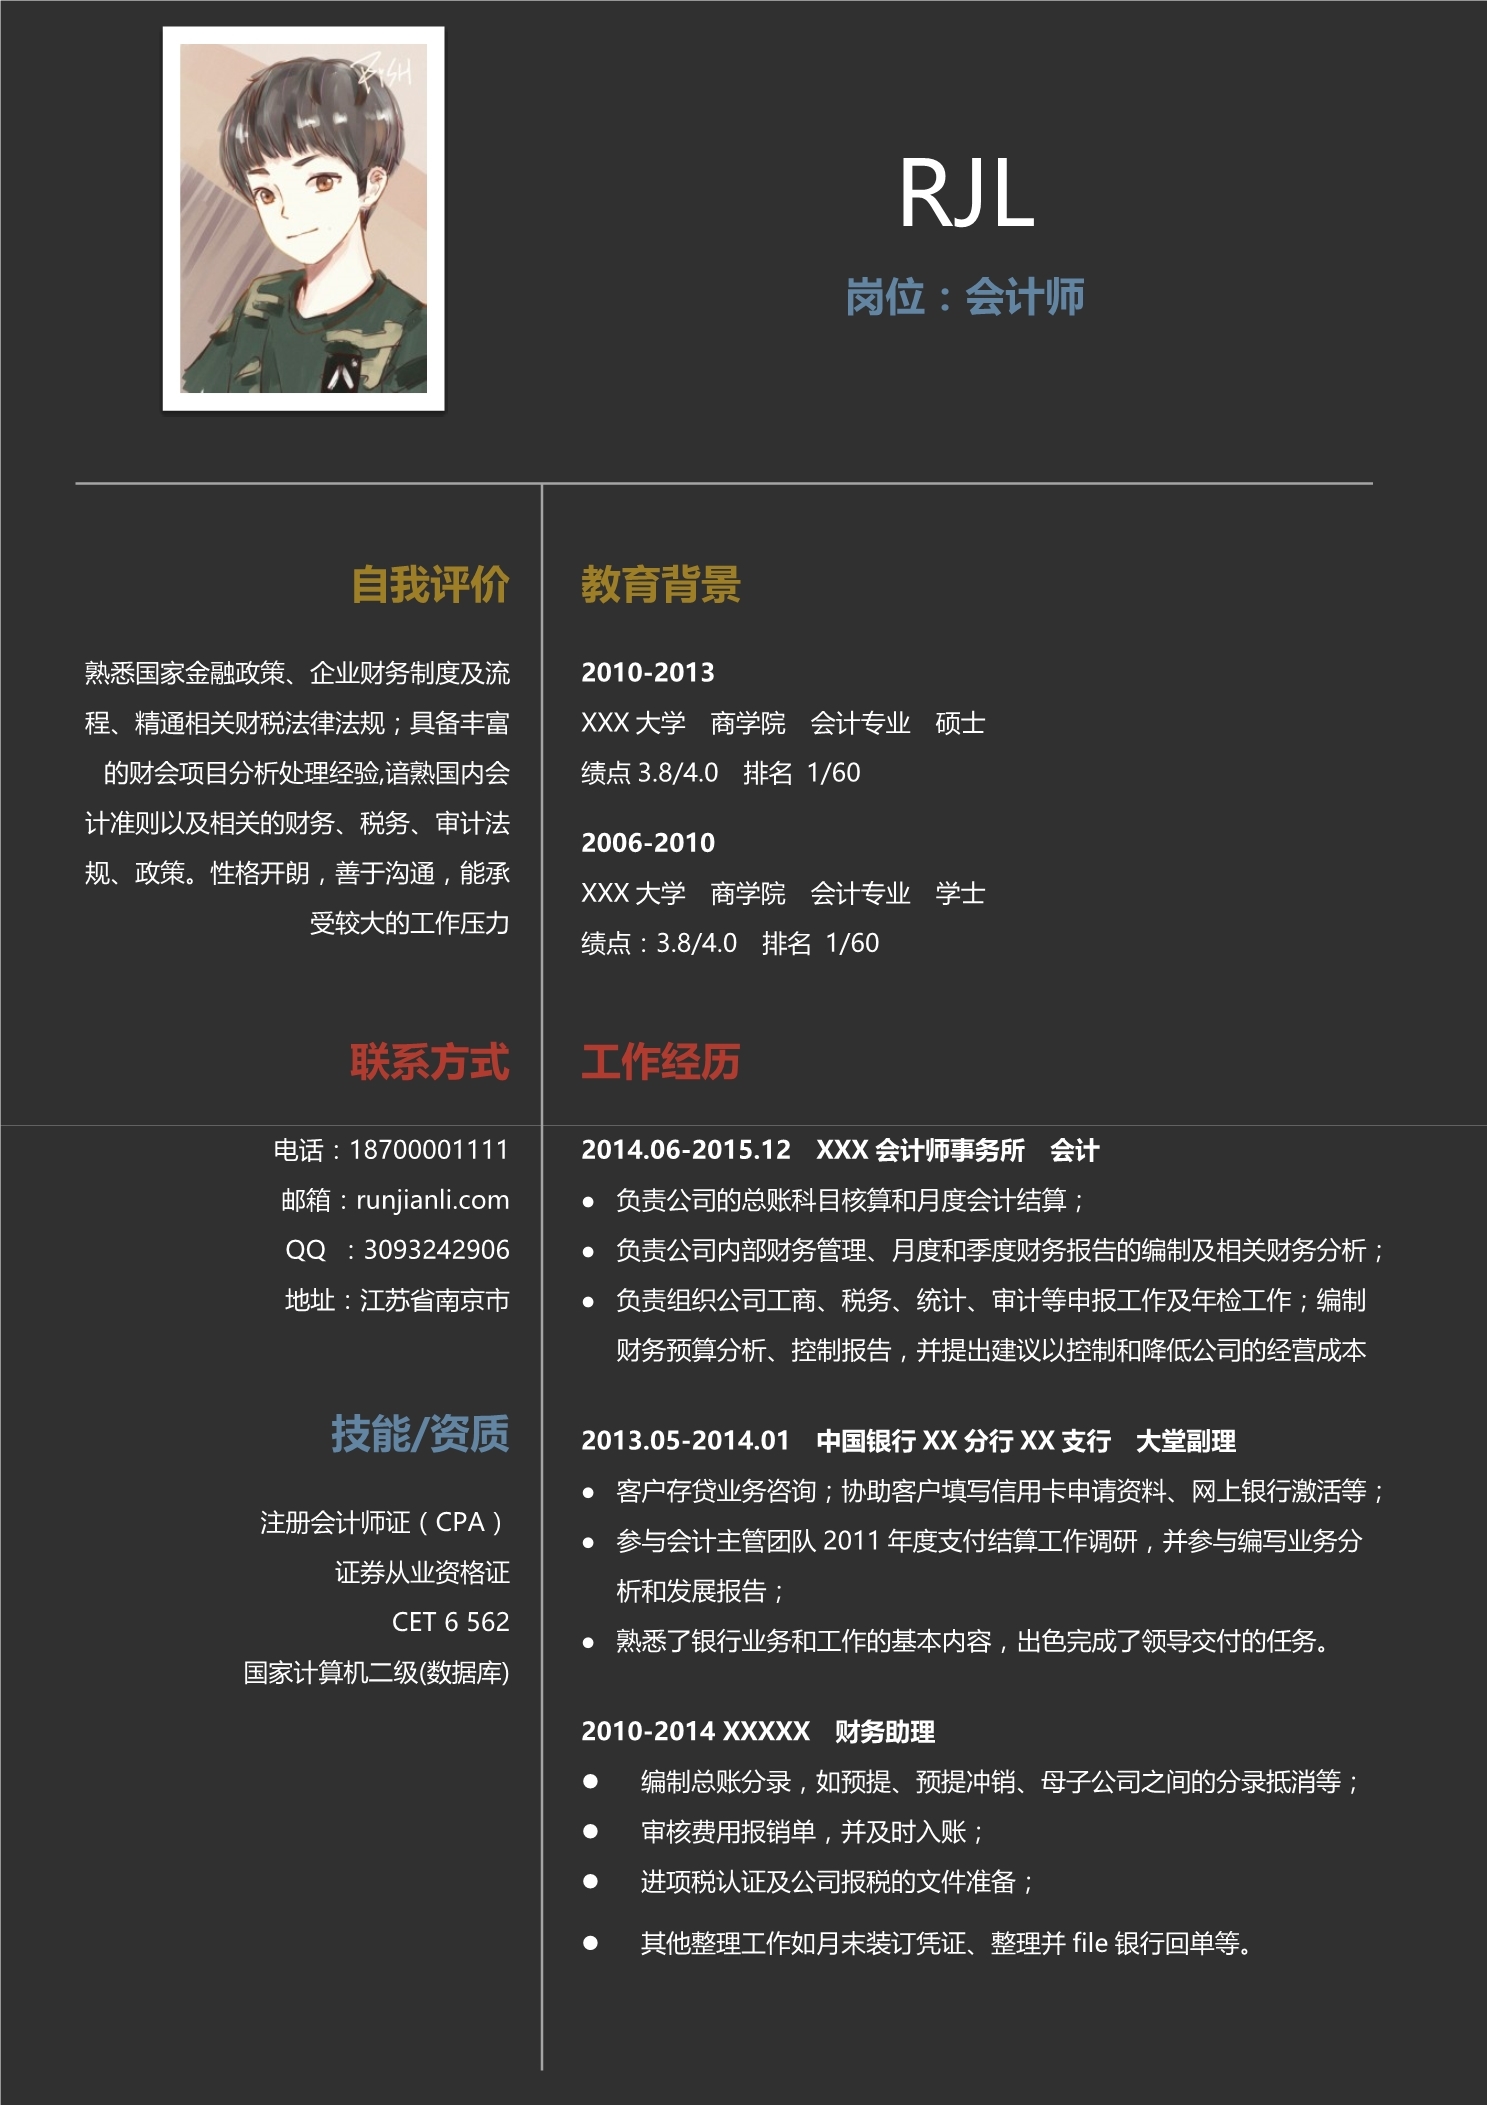 RJL
岗位：会计师
自我评价
熟悉国家金融政策、企业财务制度及流
程、精通相关财税法律法规；具备丰富
的财会项目分析处理经验,谙熟国内会
计准则以及相关的财务、税务、审计法
规、政策。性格开朗，善于沟通，能承
受较大的工作压力
联系方式
电话：18700001111
邮箱：runjianli.com
QQ ：3093242906
地址：江苏省南京市
技能/资质
注册会计师证（CPA）
证券从业资格证
CET 6 562
国家计算机二级(数据库)
教育背景
2010-2013
XXX 大学 商学院 会计专业 硕士
绩点 3.8/4.0 排名 1/60
2006-2010
XXX 大学 商学院 会计专业 学士
绩点：3.8/4.0 排名 1/60
工作经历
2014.06-2015.12 XXX 会计师事务所 会计
● 负责公司的总账科目核算和月度会计结算；
● 负责公司内部财务管理、月度和季度财务报告的编制及相关财务分析；
● 负责组织公司工商、税务、统计、审计等申报工作及年检工作；编制
财务预算分析、控制报告，并提出建议以控制和降低公司的经营成本
2013.05-2014.01 中国银行 XX 分行 XX 支行 大堂副理
● 客户存贷业务咨询；协助客户填写信用卡申请资料、网上银行激活等；
● 参与会计主管团队 2011 年度支付结算工作调研，并参与编写业务分
析和发展报告；
● 熟悉了银行业务和工作的基本内容，出色完成了领导交付的任务。
2010-2014 XXXXX 财务助理
● 编制总账分录，如预提、预提冲销、母子公司之间的分录抵消等；
● 审核费用报销单，并及时入账；
● 进项税认证及公司报税的文件准备；
● 其他整理工作如月末装订凭证、整理并 file 银行回单等。